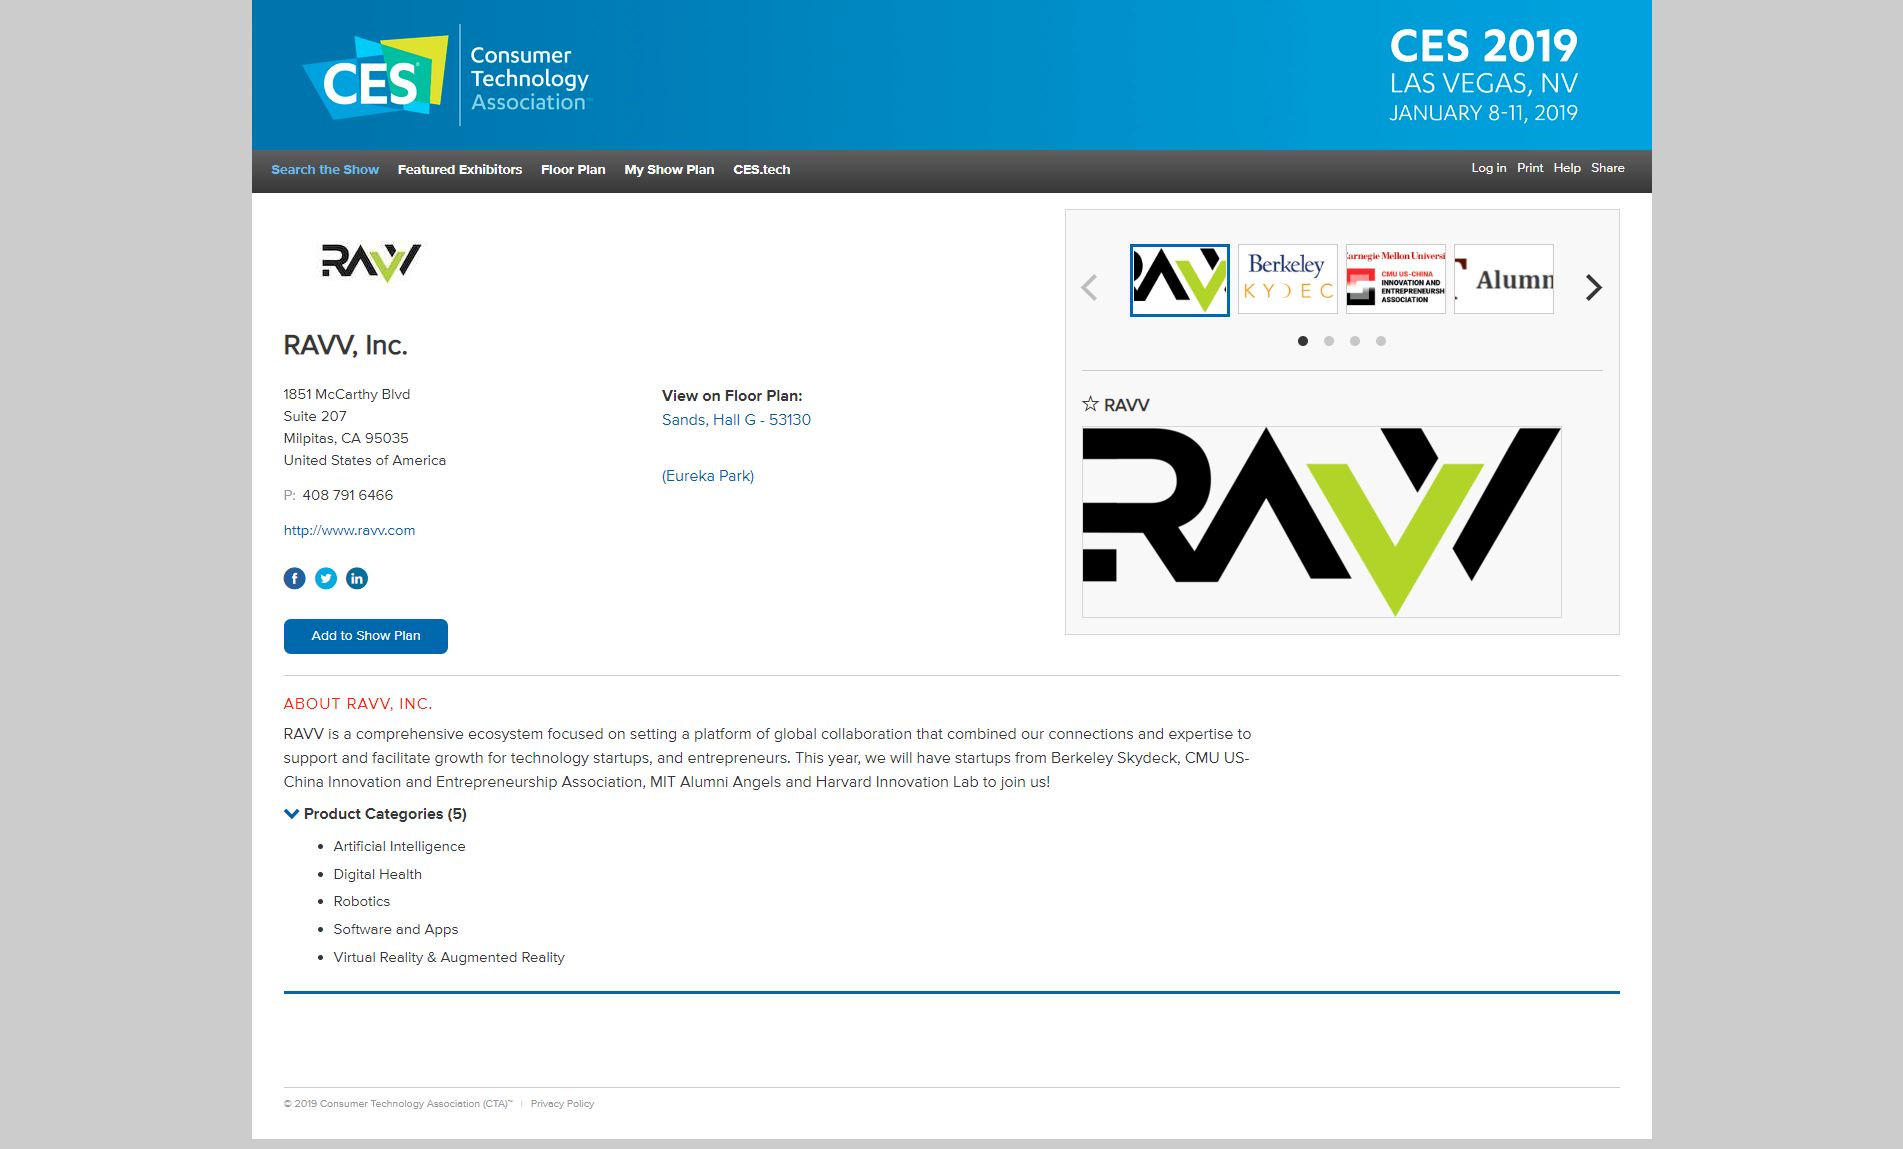 CES
Consumer
Technology
Association™
CES 2019
LAS VEGAS, NV
JANUARY 8-11, 2019
Search the Show Featured Exhibitors Floor Plan My Show Plan CES.tech
Log in Print Help Share
RAVV
RAVV, Inc.
1851 McCarthy Blvd
Suite 207
Milpitas, CA 95035
United States of America
P: 408 791 6466
http://www.ravv.com
Add to Show Plan
View on Floor Plan:
Sands, Hall G - 53130
(Eureka Park)
RAVV
Berkeley
KYDEC
Carnegie Mellon Universi
CMU US-CHINA
INNOVATION AND
ENTREPRENEURSH
ASSOCIATION
T Alumn
☆ RAVV
RAVV
ABOUT RAVV, INC.
RAVV is a comprehensive ecosystem focused on setting a platform of global collaboration that combined our connections and expertise to
support and facilitate growth for technology startups, and entrepreneurs. This year, we will have startups from Berkeley Skydeck, CMU US-
China Innovation and Entrepreneurship Association, MIT Alumni Angels and Harvard Innovation Lab to join us!
Product Categories (5)
• Artificial Intelligence
• Digital Health
• Robotics
• Software and Apps
• Virtual Reality & Augmented Reality
© 2019 Consumer Technology Association (CTA)™ | Privacy Policy